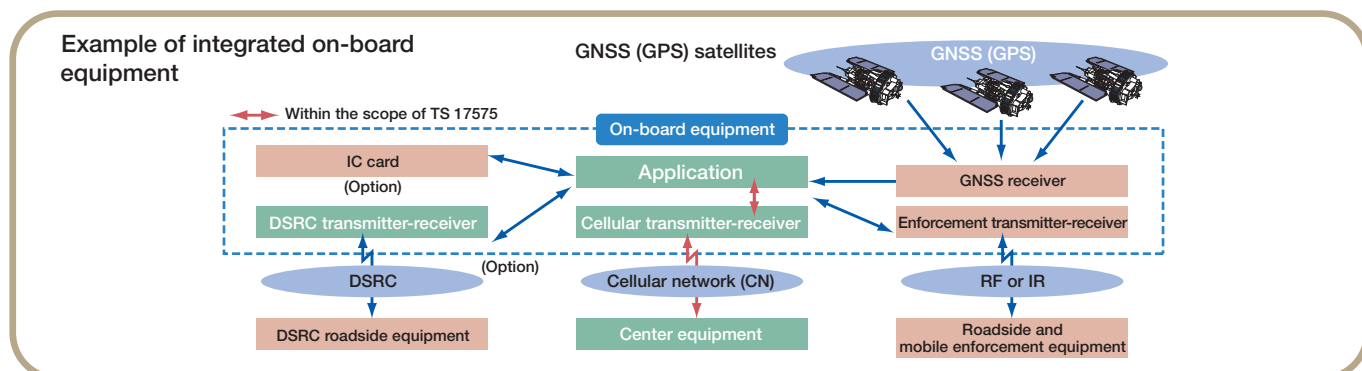 Example of integrated on-board
equipment
GNSS (GPS) satellites
GNSS (GPS)
Within the scope of TS 17575
On-board equipment
IC card
(Option)
Application
GNSS receiver
DSRC transmitter-receiver
Cellular transmitter-receiver
Enforcement transmitter-receiver
(Option)
DSRC
Cellular network (CN)
RF or IR
DSRC roadside equipment
Center equipment
Roadside and
mobile enforcement equipment